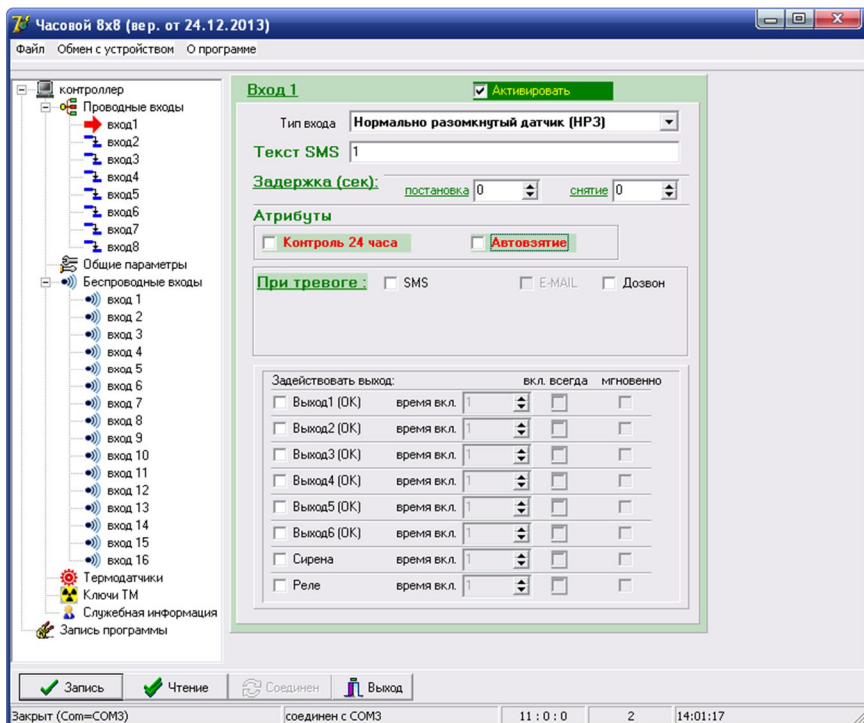 Часовой 8x8 (вер. от 24.12.2013)
Файл Обмен с устройством О программе
контроллер
Проводные входы
вход1
вход2
вход3
вход4
вход5
вход6
вход7
вход8
Общие параметры
Беспроводные входы
вход 1
вход 2
вход 3
вход 4
вход 5
вход 6
вход 7
вход 8
вход 9
вход 10
вход 11
вход 12
вход 13
вход 14
вход 15
вход 16
Термодатчики
Ключи ТМ
Служебная информация
Запись программы
Вход 1 Активировать
Тип входа Нормально разомкнутый датчик (НРЗ)
Текст SMS 1
Задержка (сек): постановка 0 снятие 0
Атрибуты
Контроль 24 часа Автовзятие
При тревоге : SMS E-MAIL Дозвон
Задействовать выход: вкл. всегда мгновенно
Выход1 (ОК) время вкл. 1
Выход2 (ОК) время вкл. 1
Выход3 (ОК) время вкл. 1
Выход4 (ОК) время вкл. 1
Выход5 (ОК) время вкл. 1
Выход6 (ОК) время вкл. 1
Сирена время вкл. 1
Реле время вкл. 1
Запись Чтение Соединен Выход
Закрыт (Com=COM3) соединен с COM3 11 : 0 : 0 2 14:01:17